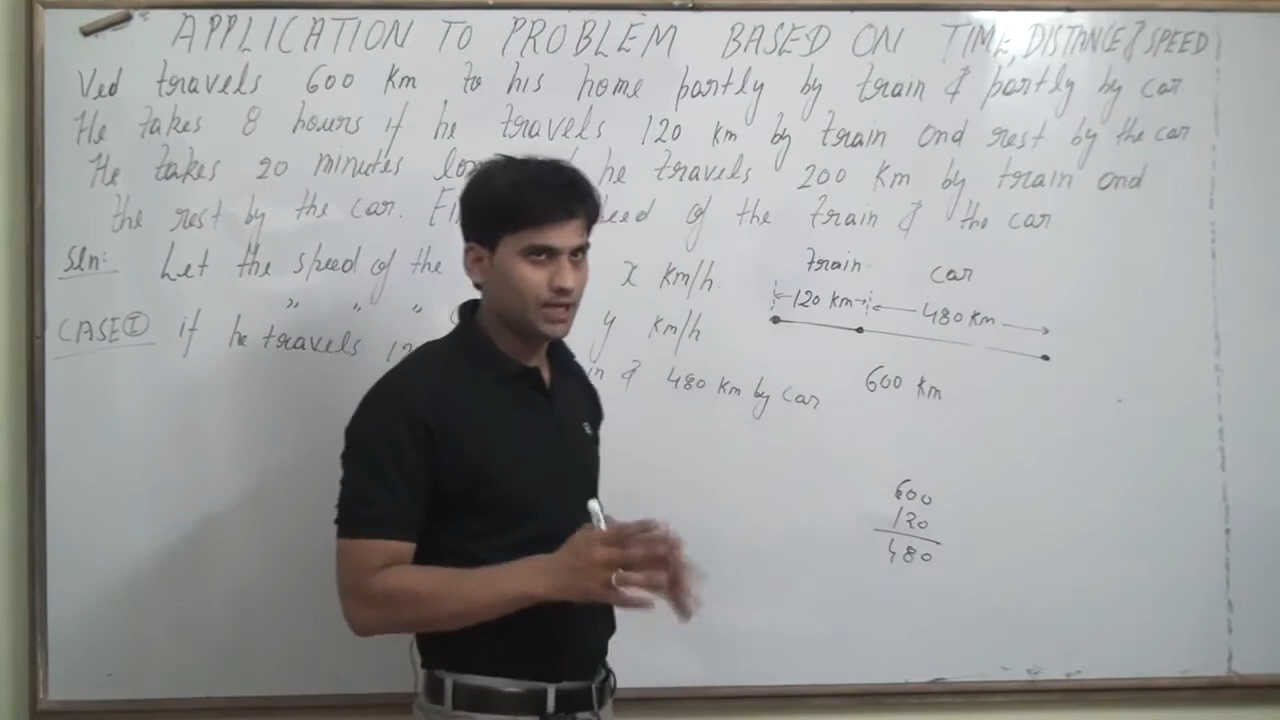 APPLICATION TO PROBLEM BASED ON TIME, DISTANCE & SPEED
Ved travels 600 Km to his home partly by train & partly by car
He takes 8 hours if he travels 120 km by train and rest by the car
He takes 20 minutes he travels 200 Km by train and
the rest by the car. of the train & the car
Sln: Let the speed of the x Km/h.
" " " y Km/h
CASE I if he travels & 480 Km by car
train car
120 km 480 km
600 Km
600
120
480